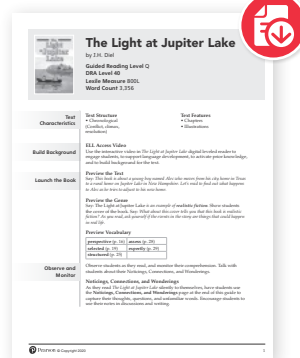 The Light at Jupiter Lake
by J.H. Diel
Guided Reading Level Q
DRA Level 40
Lexile Measure 800L
Word Count 3,256
The Light
at Jupiter
Lake
Text
Characteristics
Text Structure
• Chronological
(Conflict, climax,
resolution)
Text Features
• Chapters
• Illustrations
Build Background
ELL Access Video
Use the interactive video in The Light at Jupiter Lake digital leveled reader to
engage students, to support language development, to activate prior knowledge,
and to build background for the text.
Launch the Book
Preview the Text
Say: This book is about a young boy named Alec who moves from his city home in Texas
to a rural home on Jupiter Lake in New Hampshire. Let's read to find out what happens
to Alec as he tries to adjust to his new home.
Preview the Genre
Say: The Light at Jupiter Lake is an example of realistic fiction. Show students
the cover of the book. Say: What about this cover tells you that this book is realistic
fiction? As you read, ask yourself if the events in the story are things that could happen
in real life.
Preview Vocabulary
perspective (p. 16) assess (p. 28)
selected (p. 19) expertly (p. 29)
structured (p. 25)
Observe and
Monitor
Observe students as they read, and monitor their comprehension. Talk with
students about their Noticings, Connections, and Wonderings.
Noticings, Connections, and Wonderings
As they read The Light at Jupiter Lake silently to themselves, have students use
the Noticings, Connections, and Wonderings page at the end of this guide to
capture their thoughts, questions, and unfamiliar words. Encourage students to
use their notes in discussions and writing.
Pearson © Copyright 2020
1